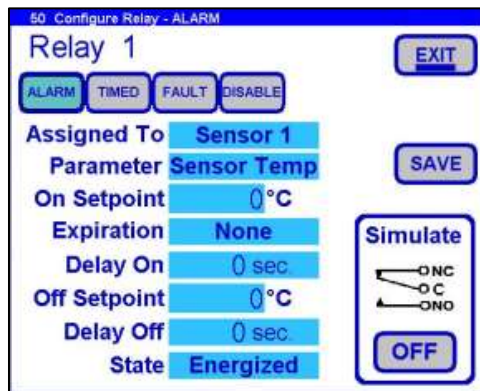 50 Configure Relay - ALARM
Relay 1
EXIT
ALARM TIMED FAULT DISABLE
Assigned To Sensor 1
Parameter Sensor Temp
SAVE
On Setpoint 0 °C
Expiration None
Simulate
Delay On 0 sec.
NC
C
Off Setpoint 0 °C
NO
Delay Off 0 sec.
OFF
State Energized